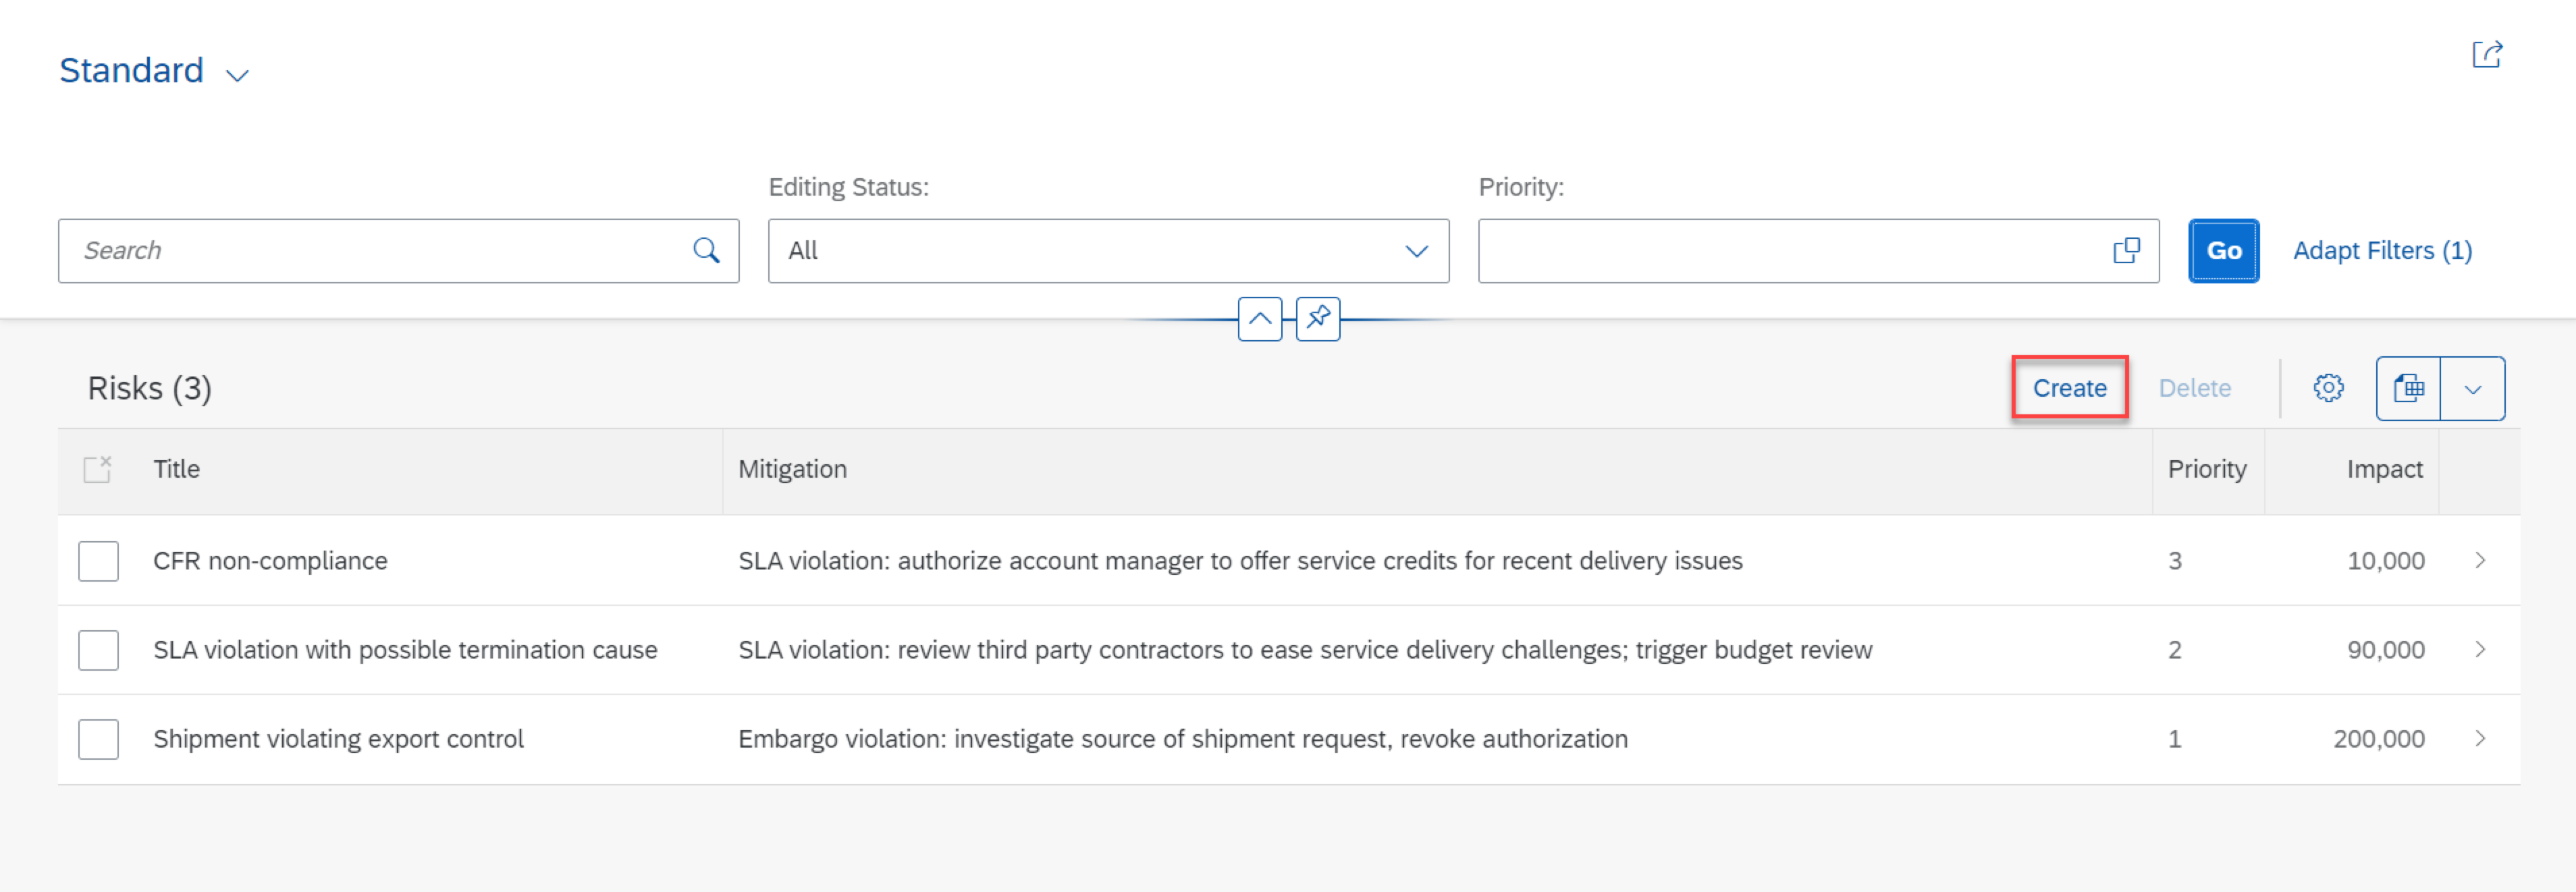 Standard
Editing Status:
Priority:
Search
All
Go
Adapt Filters (1)
Risks (3)
Create
Delete
Title
Mitigation
Priority
Impact
CFR non-compliance
SLA violation: authorize account manager to offer service credits for recent delivery issues
3
10,000
SLA violation with possible termination cause
SLA violation: review third party contractors to ease service delivery challenges; trigger budget review
2
90,000
Shipment violating export control
Embargo violation: investigate source of shipment request, revoke authorization
1
200,000